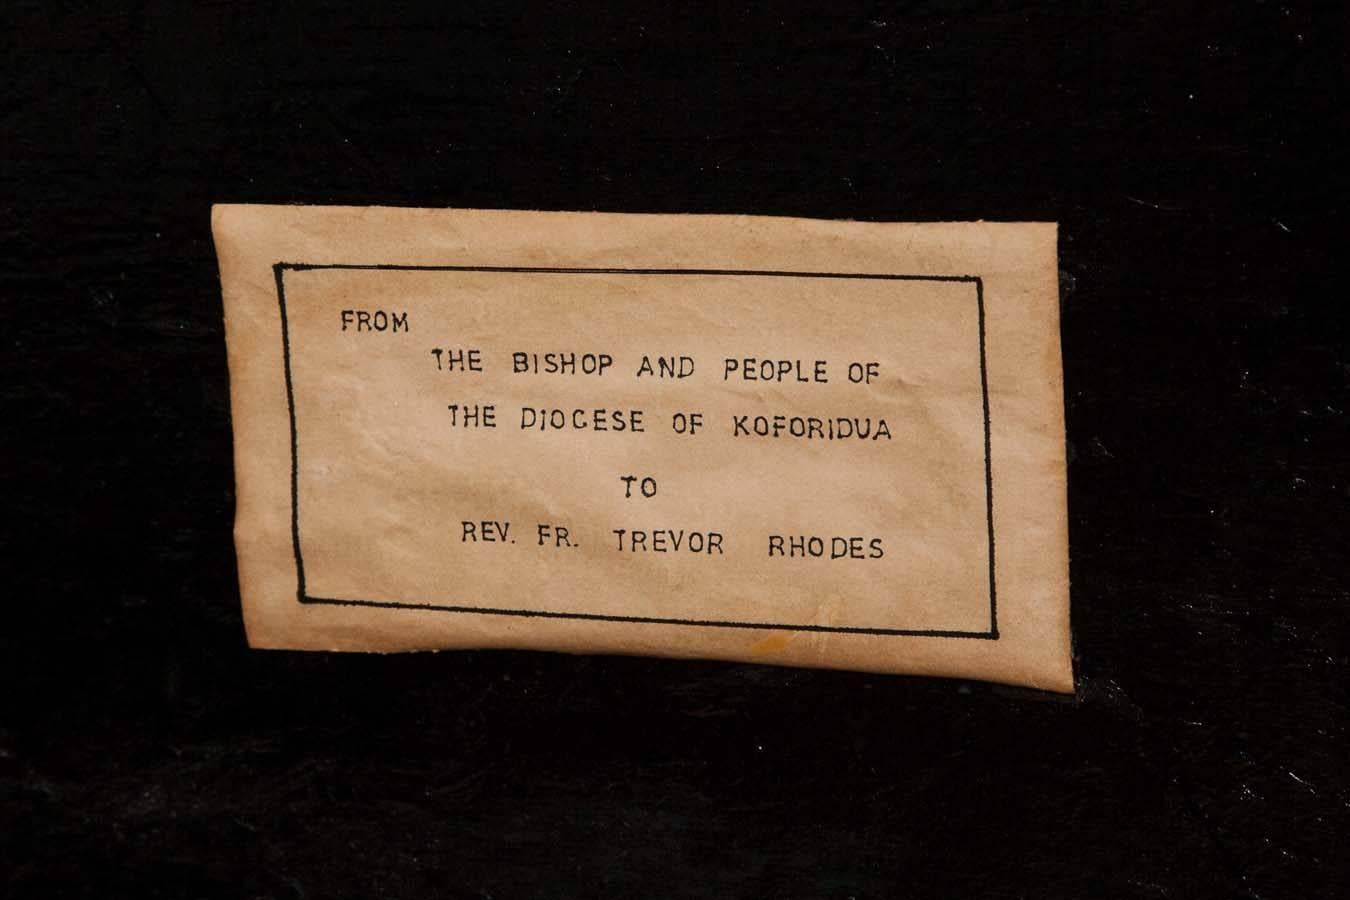 FROM
THE BISHOP AND PEOPLE OF
THE DIOCESE OF KOFORIDUA
TO
REV. FR. TREVOR RHODES